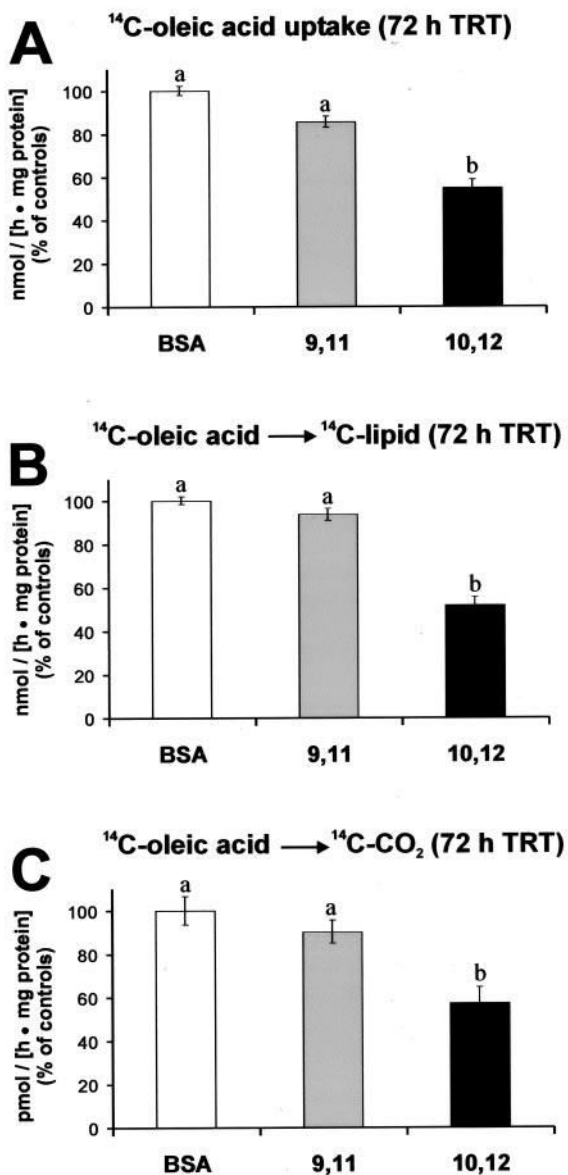 A
¹⁴C-oleic acid uptake (72 h TRT)
nmol / [h • mg protein]
(% of controls)
100
80
60
40
20
0
a
a
b
BSA
9,11
10,12
B
¹⁴C-oleic acid → ¹⁴C-lipid (72 h TRT)
nmol / [h • mg protein]
(% of controls)
100
80
60
40
20
0
a
a
b
BSA
9,11
10,12
C
¹⁴C-oleic acid → ¹⁴C-CO₂ (72 h TRT)
pmol / [h • mg protein]
(% of controls)
100
80
60
40
20
0
a
a
b
BSA
9,11
10,12